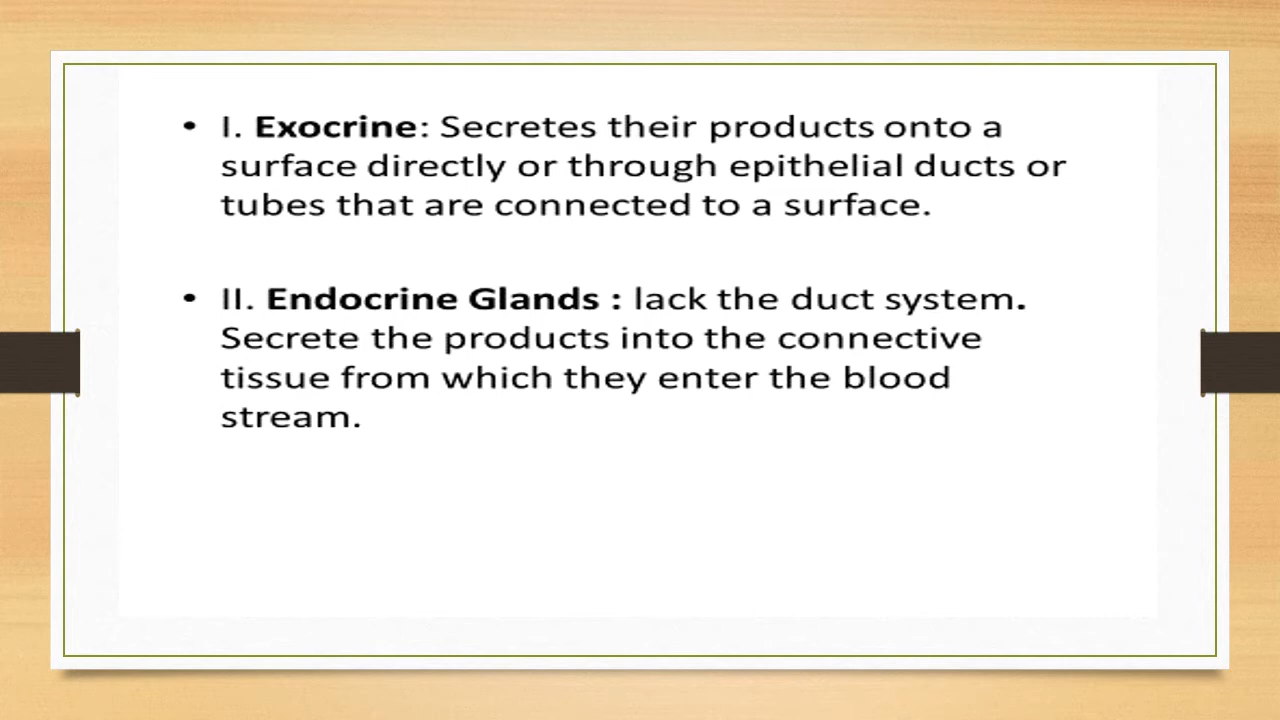 • I. Exocrine: Secretes their products onto a
surface directly or through epithelial ducts or
tubes that are connected to a surface.
• II. Endocrine Glands : lack the duct system.
Secrete the products into the connective
tissue from which they enter the blood
stream.